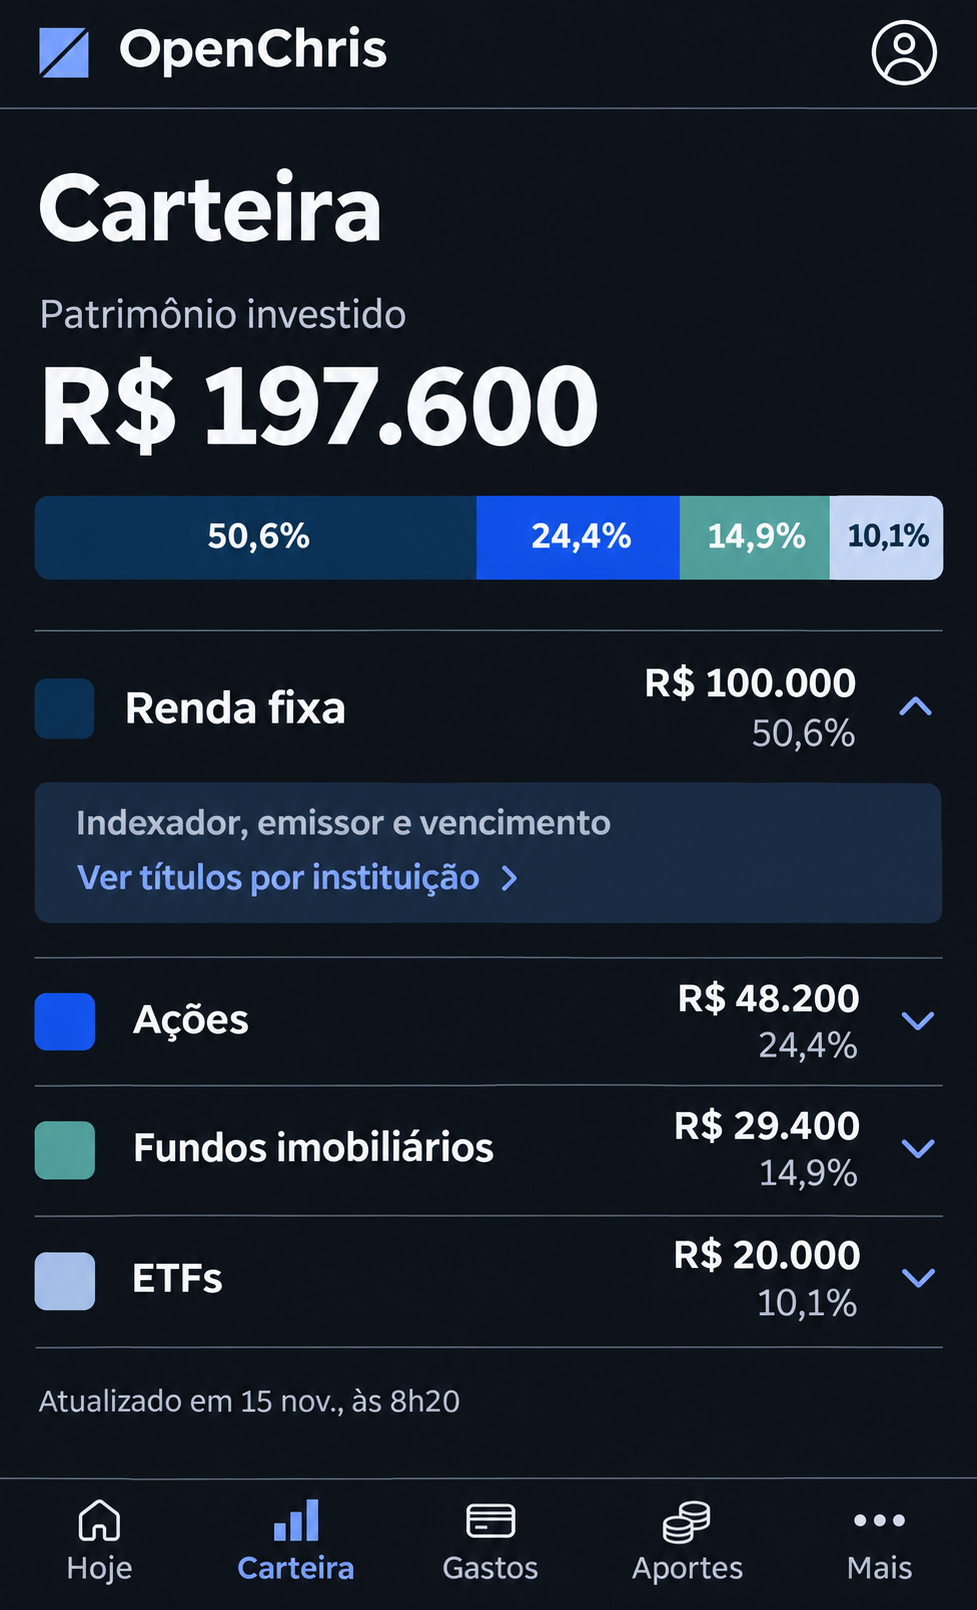 OpenChris
Carteira
Patrimônio investido
R$ 197.600
50,6% 24,4% 14,9% 10,1%
Renda fixa
R$ 100.000
50,6%
Indexador, emissor e vencimento
Ver títulos por instituição
Ações
R$ 48.200
24,4%
Fundos imobiliários
R$ 29.400
14,9%
ETFs
R$ 20.000
10,1%
Atualizado em 15 nov., às 8h20
Hoje Carteira Gastos Aportes Mais